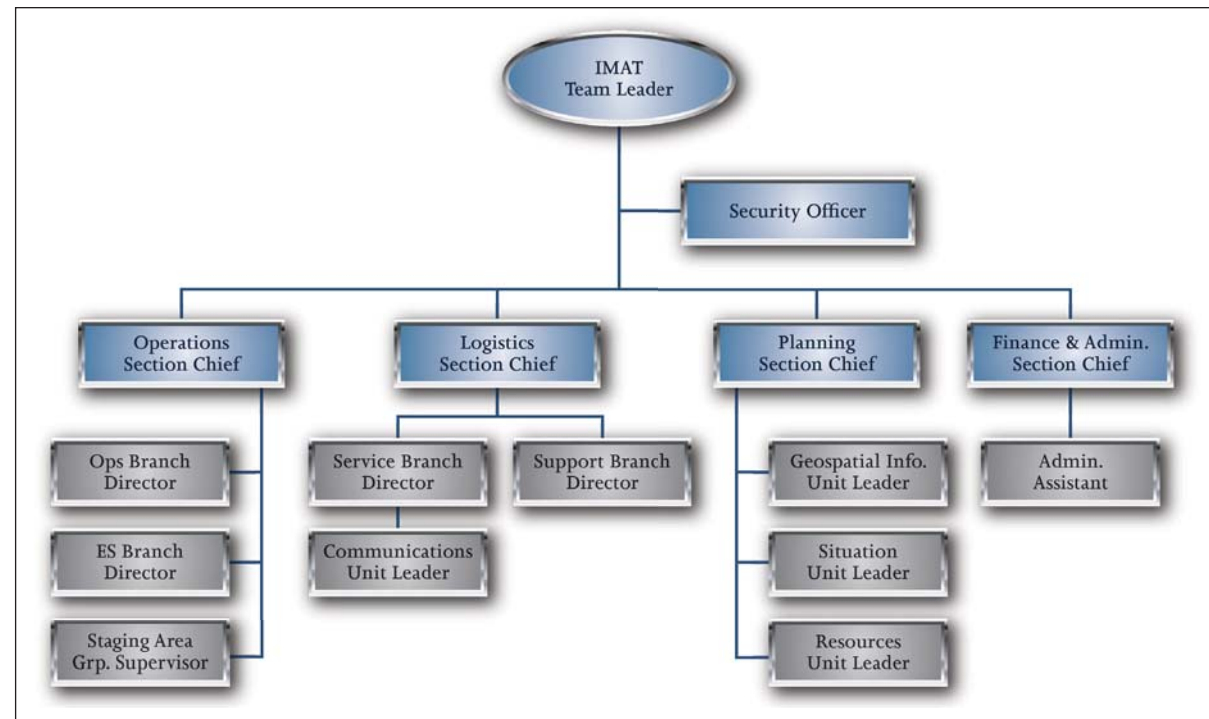 IMAT
Team Leader
Security Officer
Operations
Section Chief
Logistics
Section Chief
Planning
Section Chief
Finance & Admin.
Section Chief
Ops Branch
Director
Service Branch
Director
Support Branch
Director
Geospatial Info.
Unit Leader
Admin.
Assistant
ES Branch
Director
Communications
Unit Leader
Situation
Unit Leader
Staging Area
Grp. Supervisor
Resources
Unit Leader